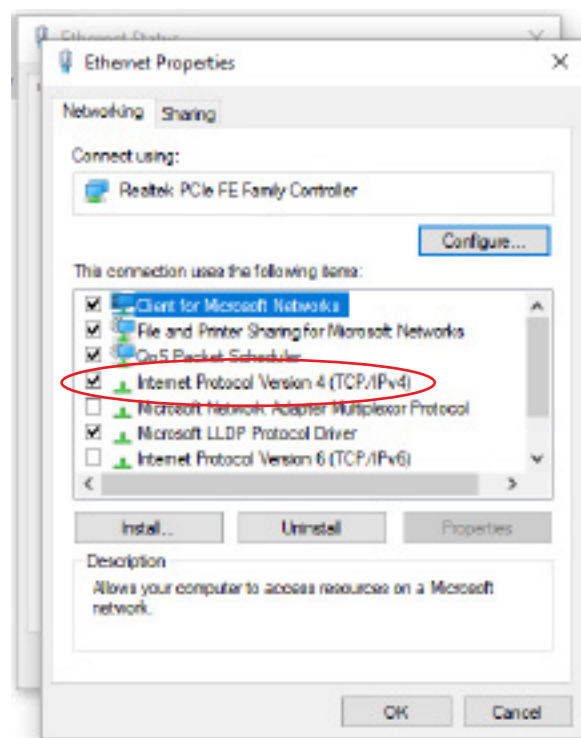 Ethernet Status
Ethernet Properties
Networking Sharing
Connect using:
Realtek PCIe FE Family Controller
Configure...
This connection uses the following items:
Client for Microsoft Networks
File and Printer Sharing for Microsoft Networks
QoS Packet Scheduler
Internet Protocol Version 4 (TCP/IPv4)
Microsoft Network Adapter Multiplexor Protocol
Microsoft LLDP Protocol Driver
Internet Protocol Version 6 (TCP/IPv6)
Install... Uninstall Properties
Description
Allows your computer to access resources on a Microsoft
network.
OK Cancel